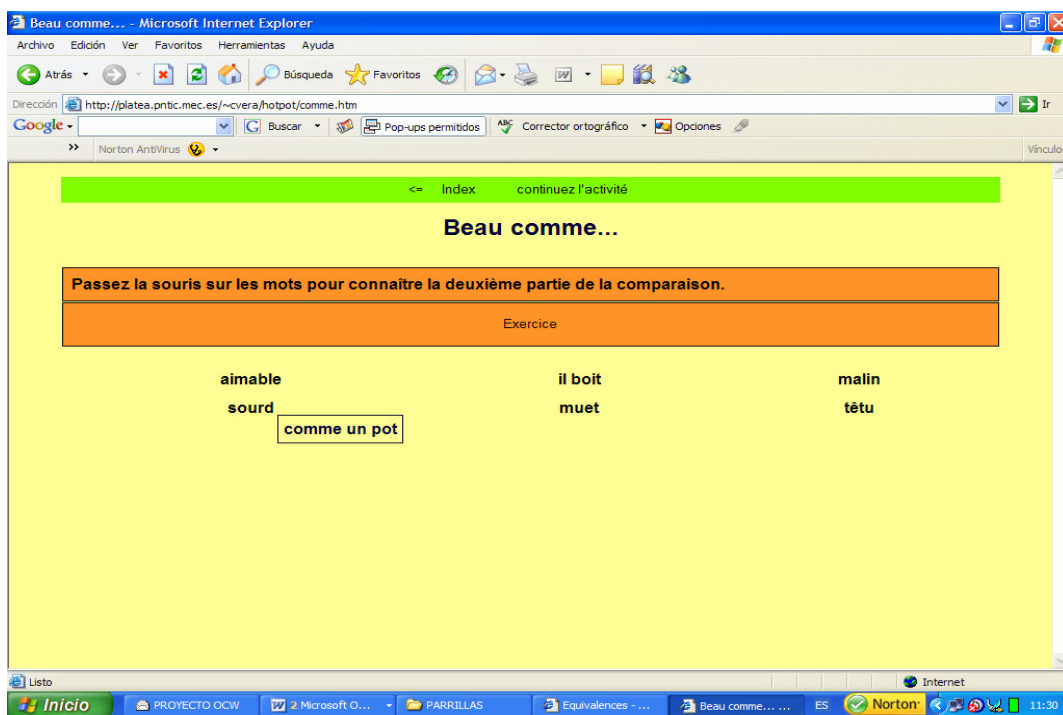 Beau comme... - Microsoft Internet Explorer
Archivo Edición Ver Favoritos Herramientas Ayuda
Atrás Búsqueda Favoritos
Dirección http://platea.pntic.mec.es/~cvera/hotpot/comme.htm Ir
Google Buscar Pop-ups permitidos ABC Corrector ortográfico Opciones
Norton AntiVirus Vínculo
<= Index continuez l'activité
Beau comme...
Passez la souris sur les mots pour connaître la deuxième partie de la comparaison.
Exercice
aimable il boit malin
sourd muet têtu
comme un pot
Listo Internet
Inicio PROYECTO OCW 2 Microsoft O... PARRILLAS Equivalences - ... Beau comme... ... ES Norton 11:30